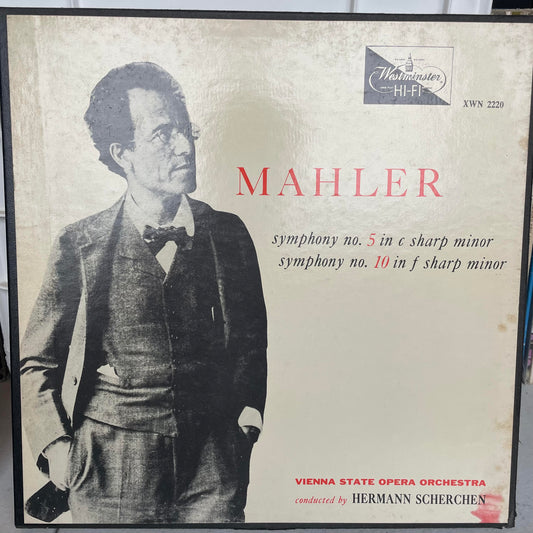 Westminster
HI-FI
XWN 2220
MAHLER
symphony no. 5 in c sharp minor
symphony no. 10 in f sharp minor
VIENNA STATE OPERA ORCHESTRA
conducted by HERMANN SCHERCHEN